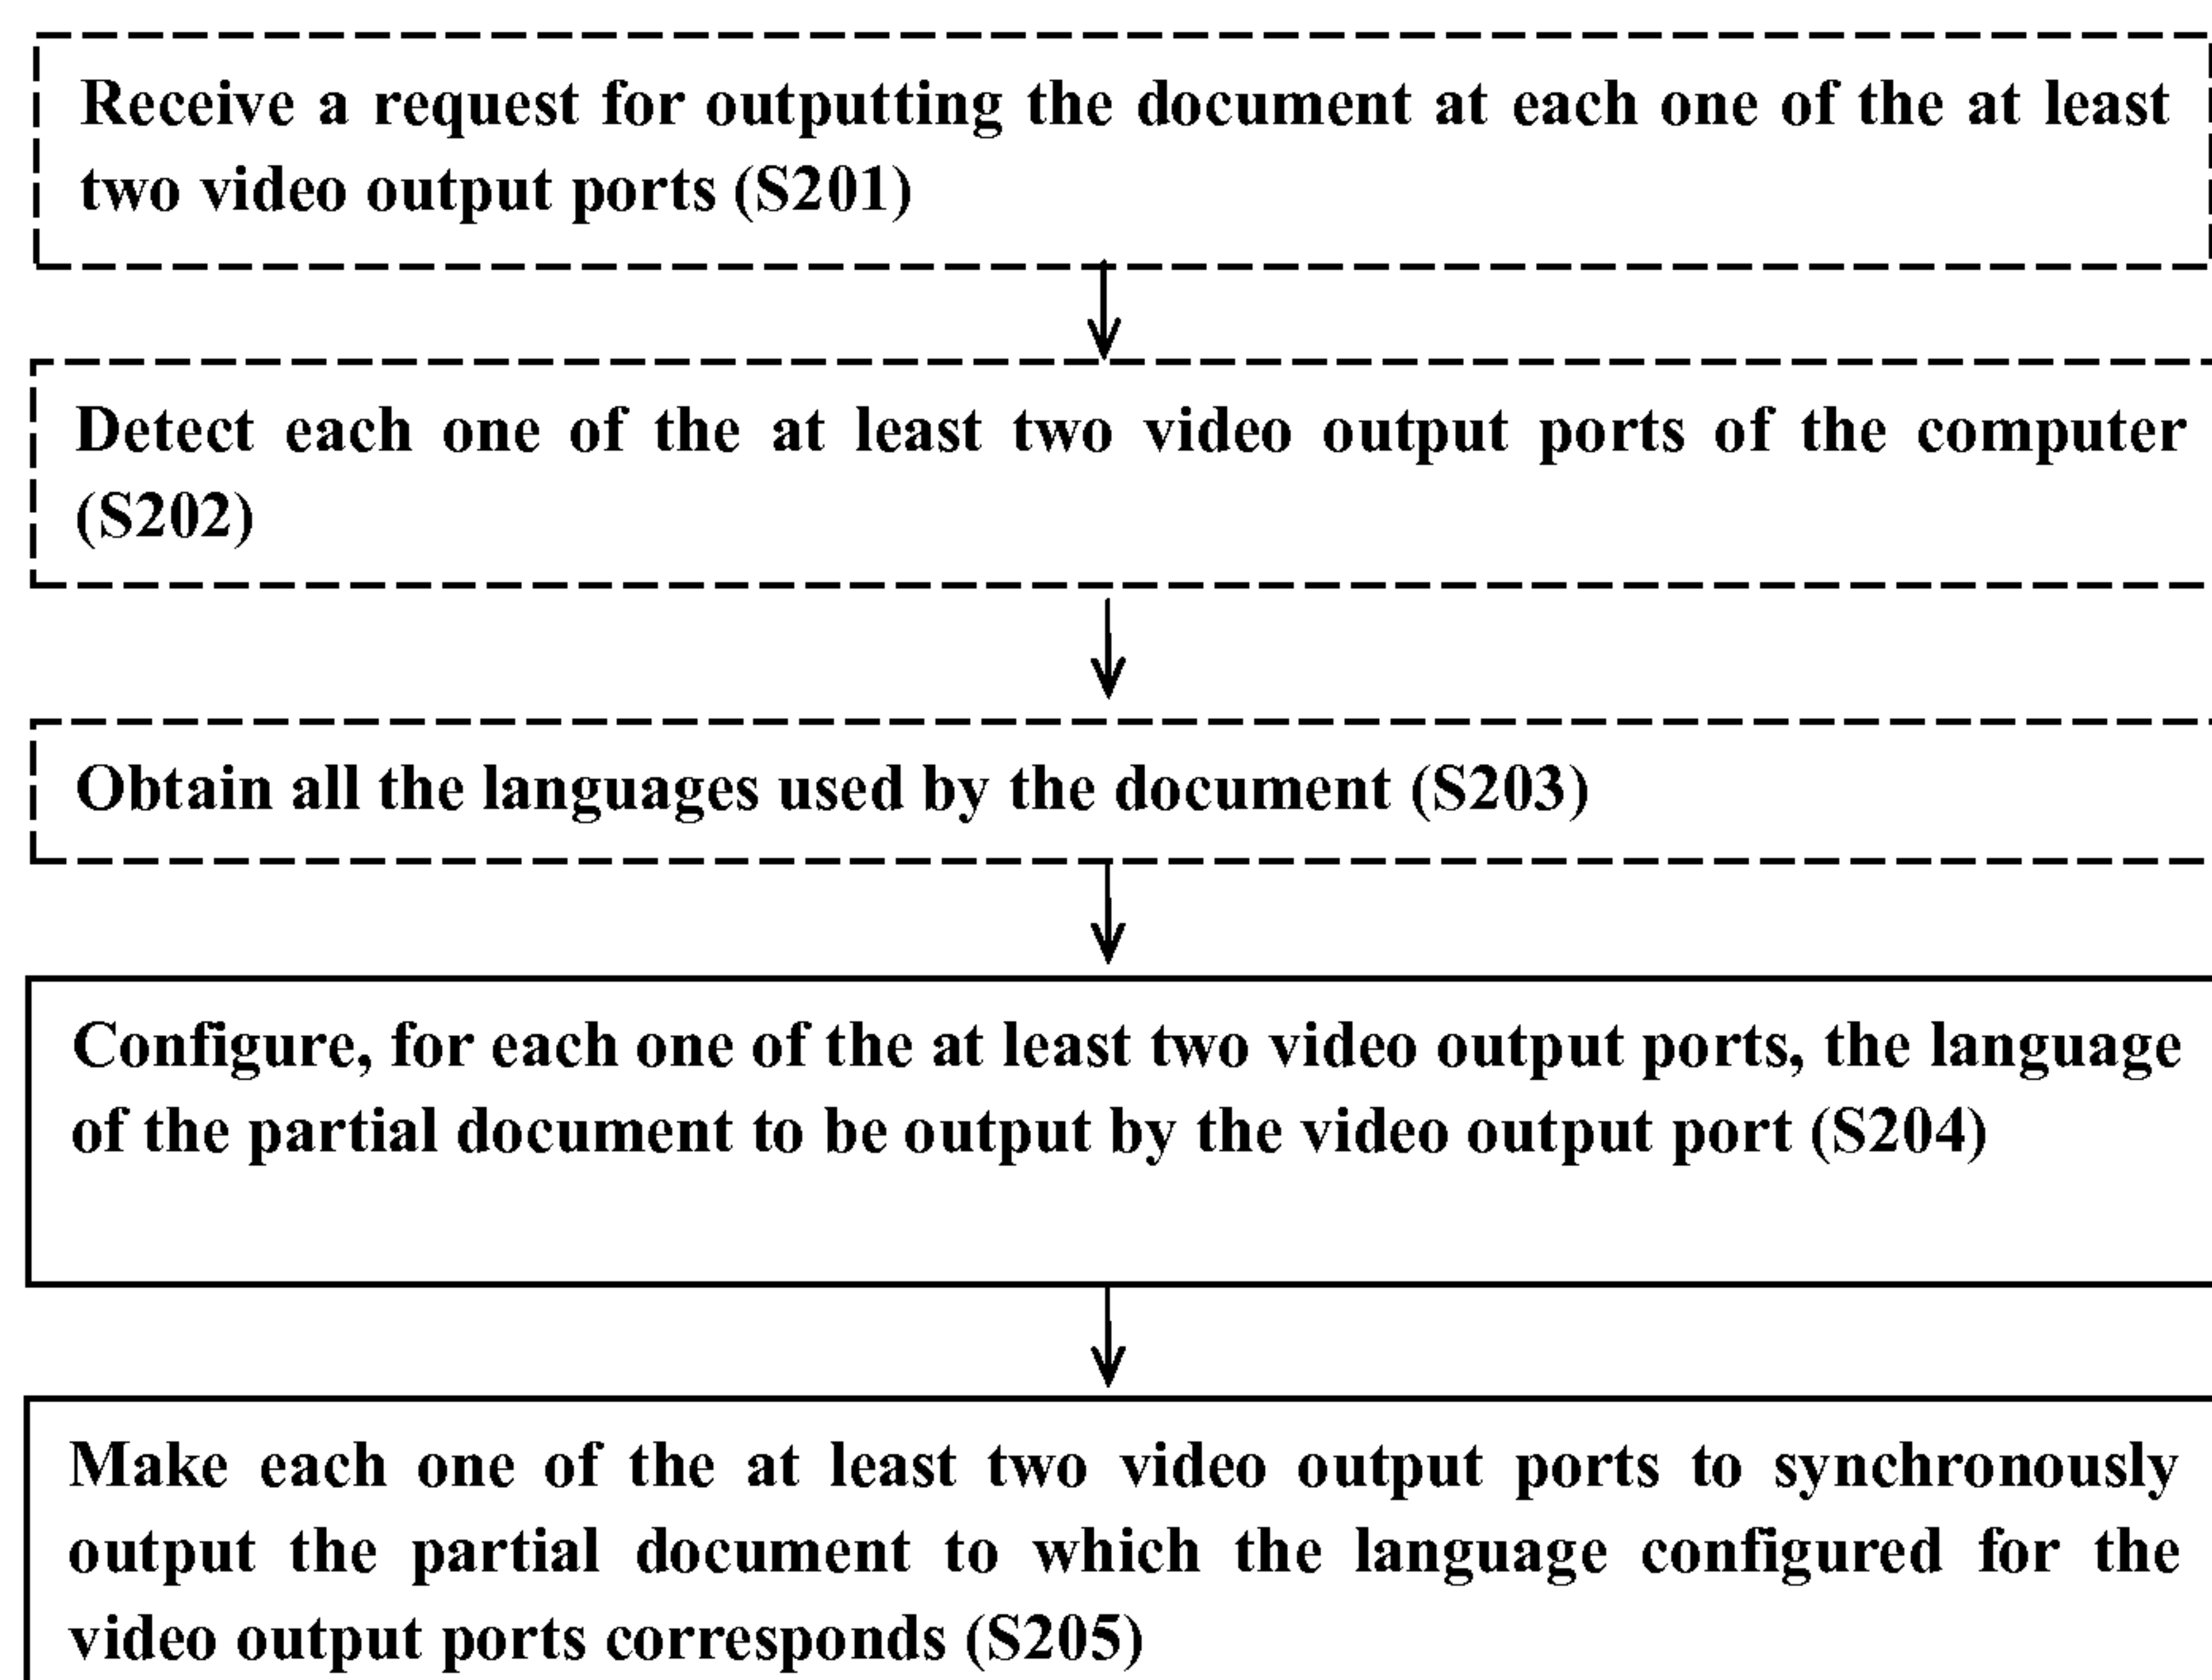 Receive a request for outputting the document at each one of the at least
two video output ports (S201)
Detect each one of the at least two video output ports of the computer
(S202)
Obtain all the languages used by the document (S203)
Configure, for each one of the at least two video output ports, the language
of the partial document to be output by the video output port (S204)
Make each one of the at least two video output ports to synchronously
output the partial document to which the language configured for the
video output ports corresponds (S205)